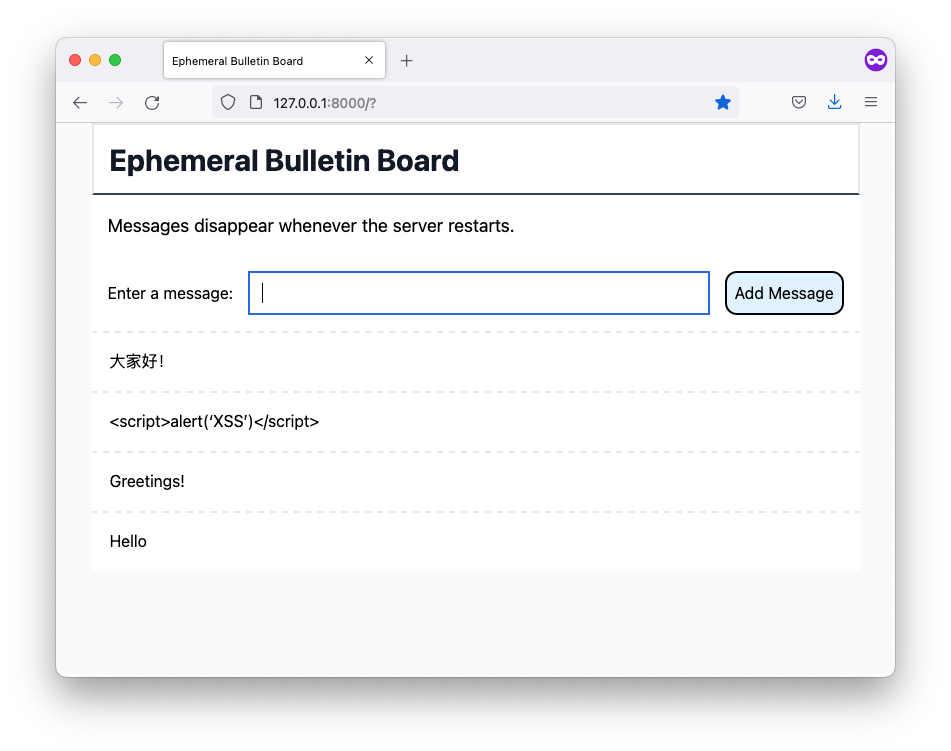 Ephemeral Bulletin Board
127.0.0.1:8000/?
Ephemeral Bulletin Board
Messages disappear whenever the server restarts.
Enter a message: Add Message
大家好！
<script>alert(‘XSS’)</script>
Greetings!
Hello